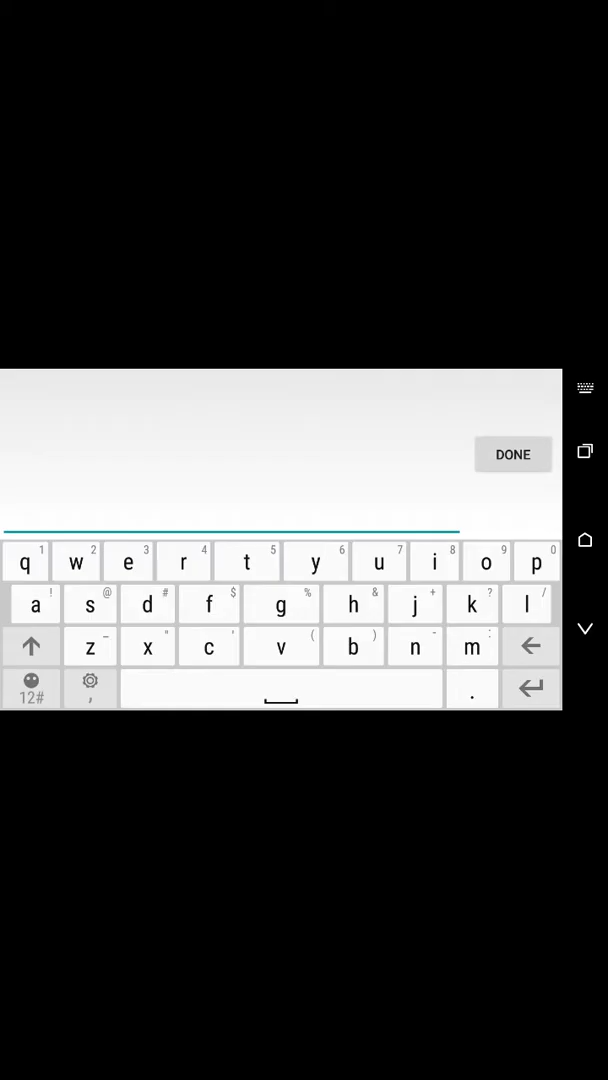 DONE
1 2 3 4 5 6 7 8 9 0
q w e r t y u i o p
! @ # $ % & + ? /
a s d f g h j k l
_ " ' ( ) - :
z x c v b n m
12# , .